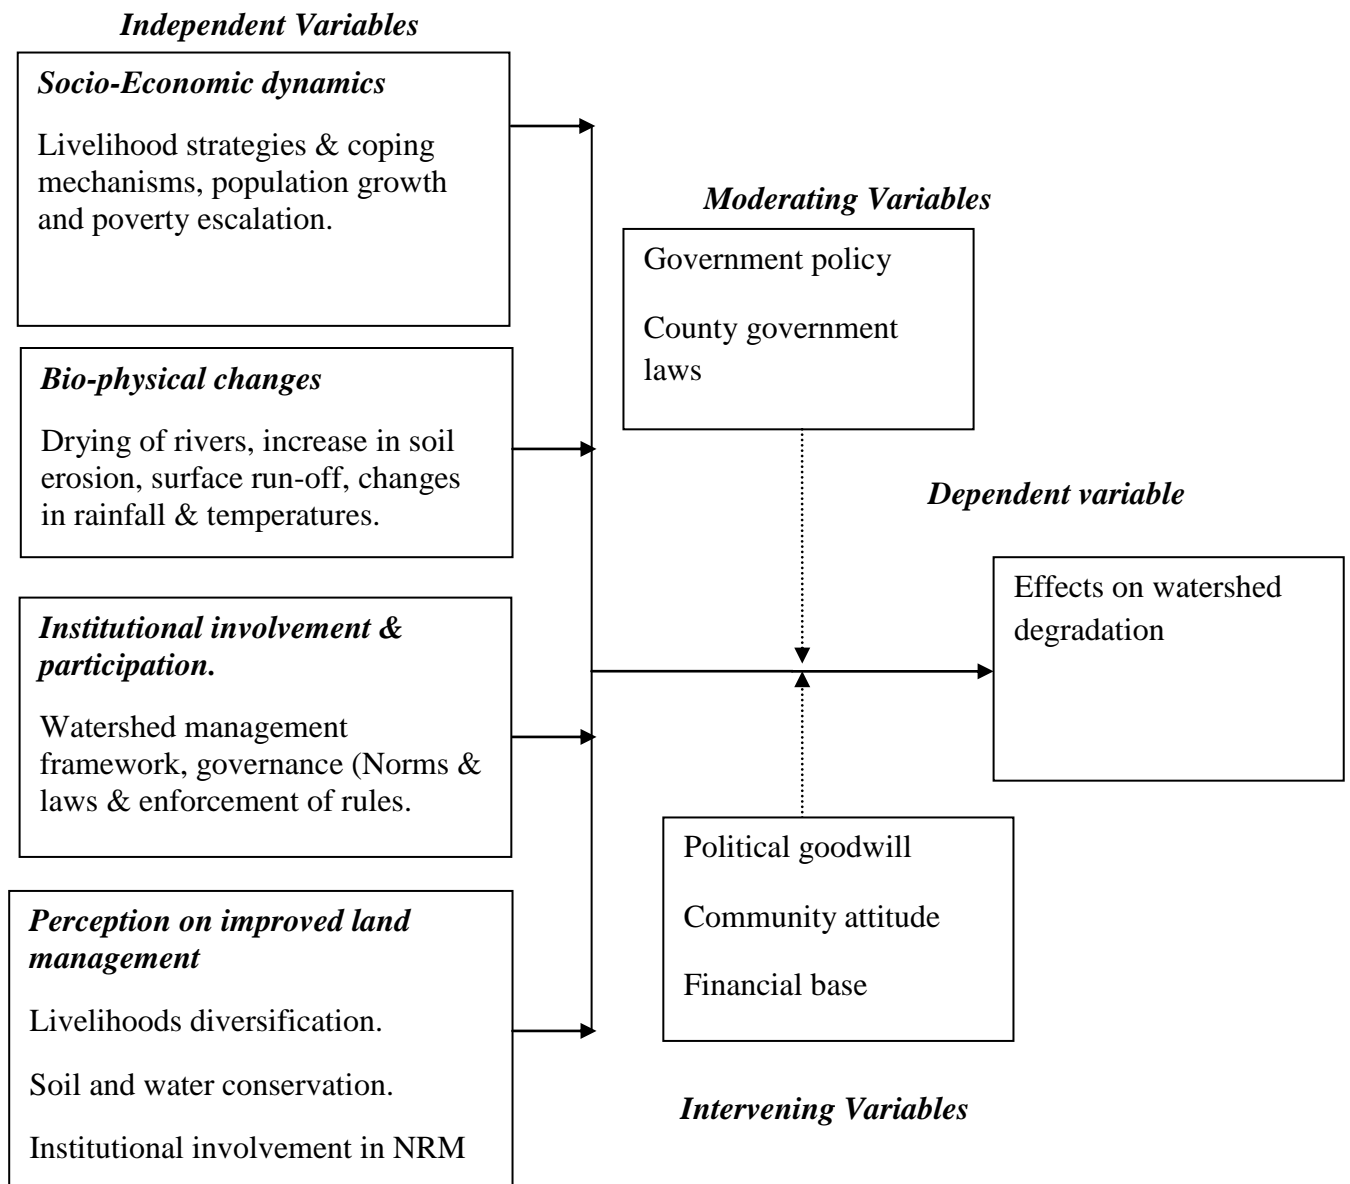 Independent Variables
Socio-Economic dynamics
Livelihood strategies & coping
mechanisms, population growth
and poverty escalation.
Bio-physical changes
Drying of rivers, increase in soil
erosion, surface run-off, changes
in rainfall & temperatures.
Institutional involvement &
participation.
Watershed management
framework, governance (Norms &
laws & enforcement of rules.
Perception on improved land
management
Livelihoods diversification.
Soil and water conservation.
Institutional involvement in NRM
Moderating Variables
Government policy
County government
laws
Political goodwill
Community attitude
Financial base
Intervening Variables
Dependent variable
Effects on watershed
degradation